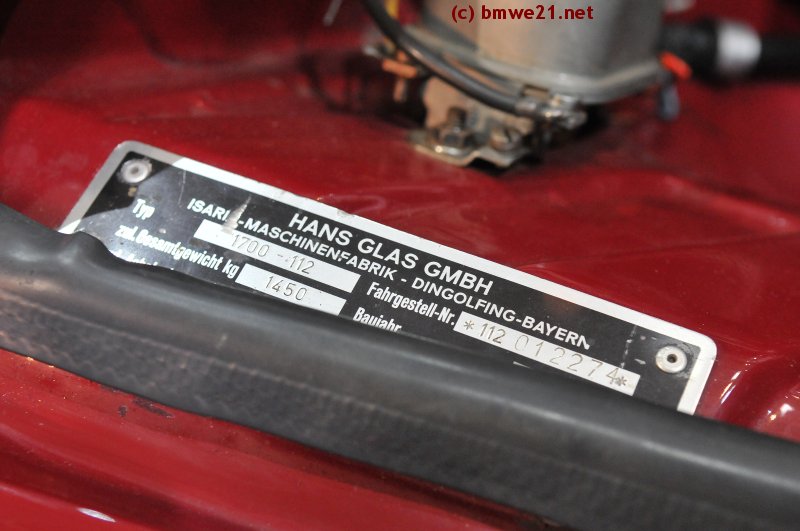 (c) bmwe21.net
HANS GLAS GMBH
ISARIA-MASCHINENFABRIK - DINGOLFING-BAYERN
Typ 1700 - 112
zul. Gesamtgewicht kg 1450
Fahrgestell-Nr. *112 012274*
Baujahr